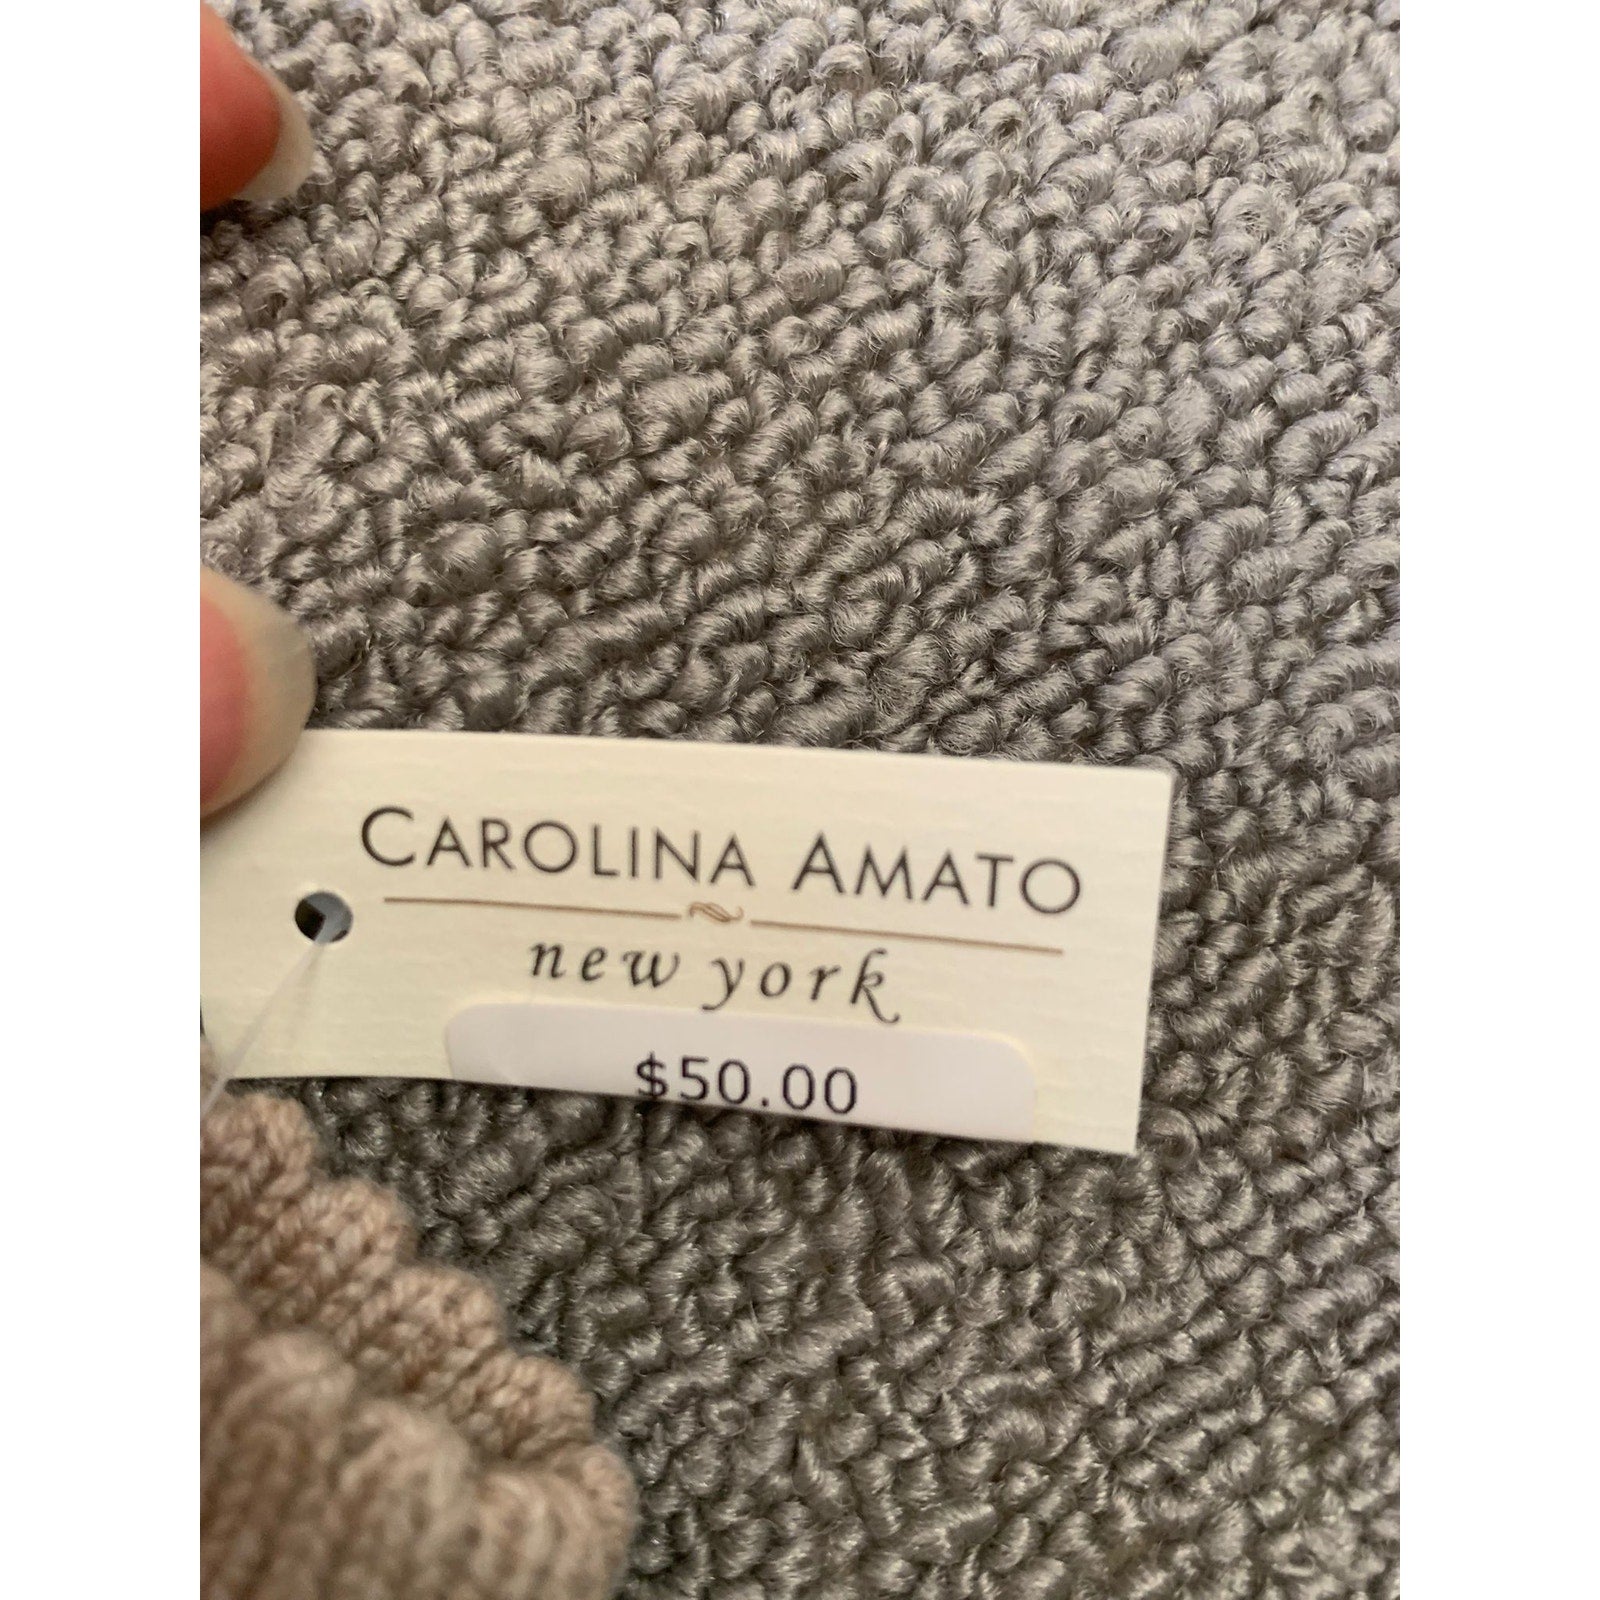 CAROLINA AMATO
new york
$50.00